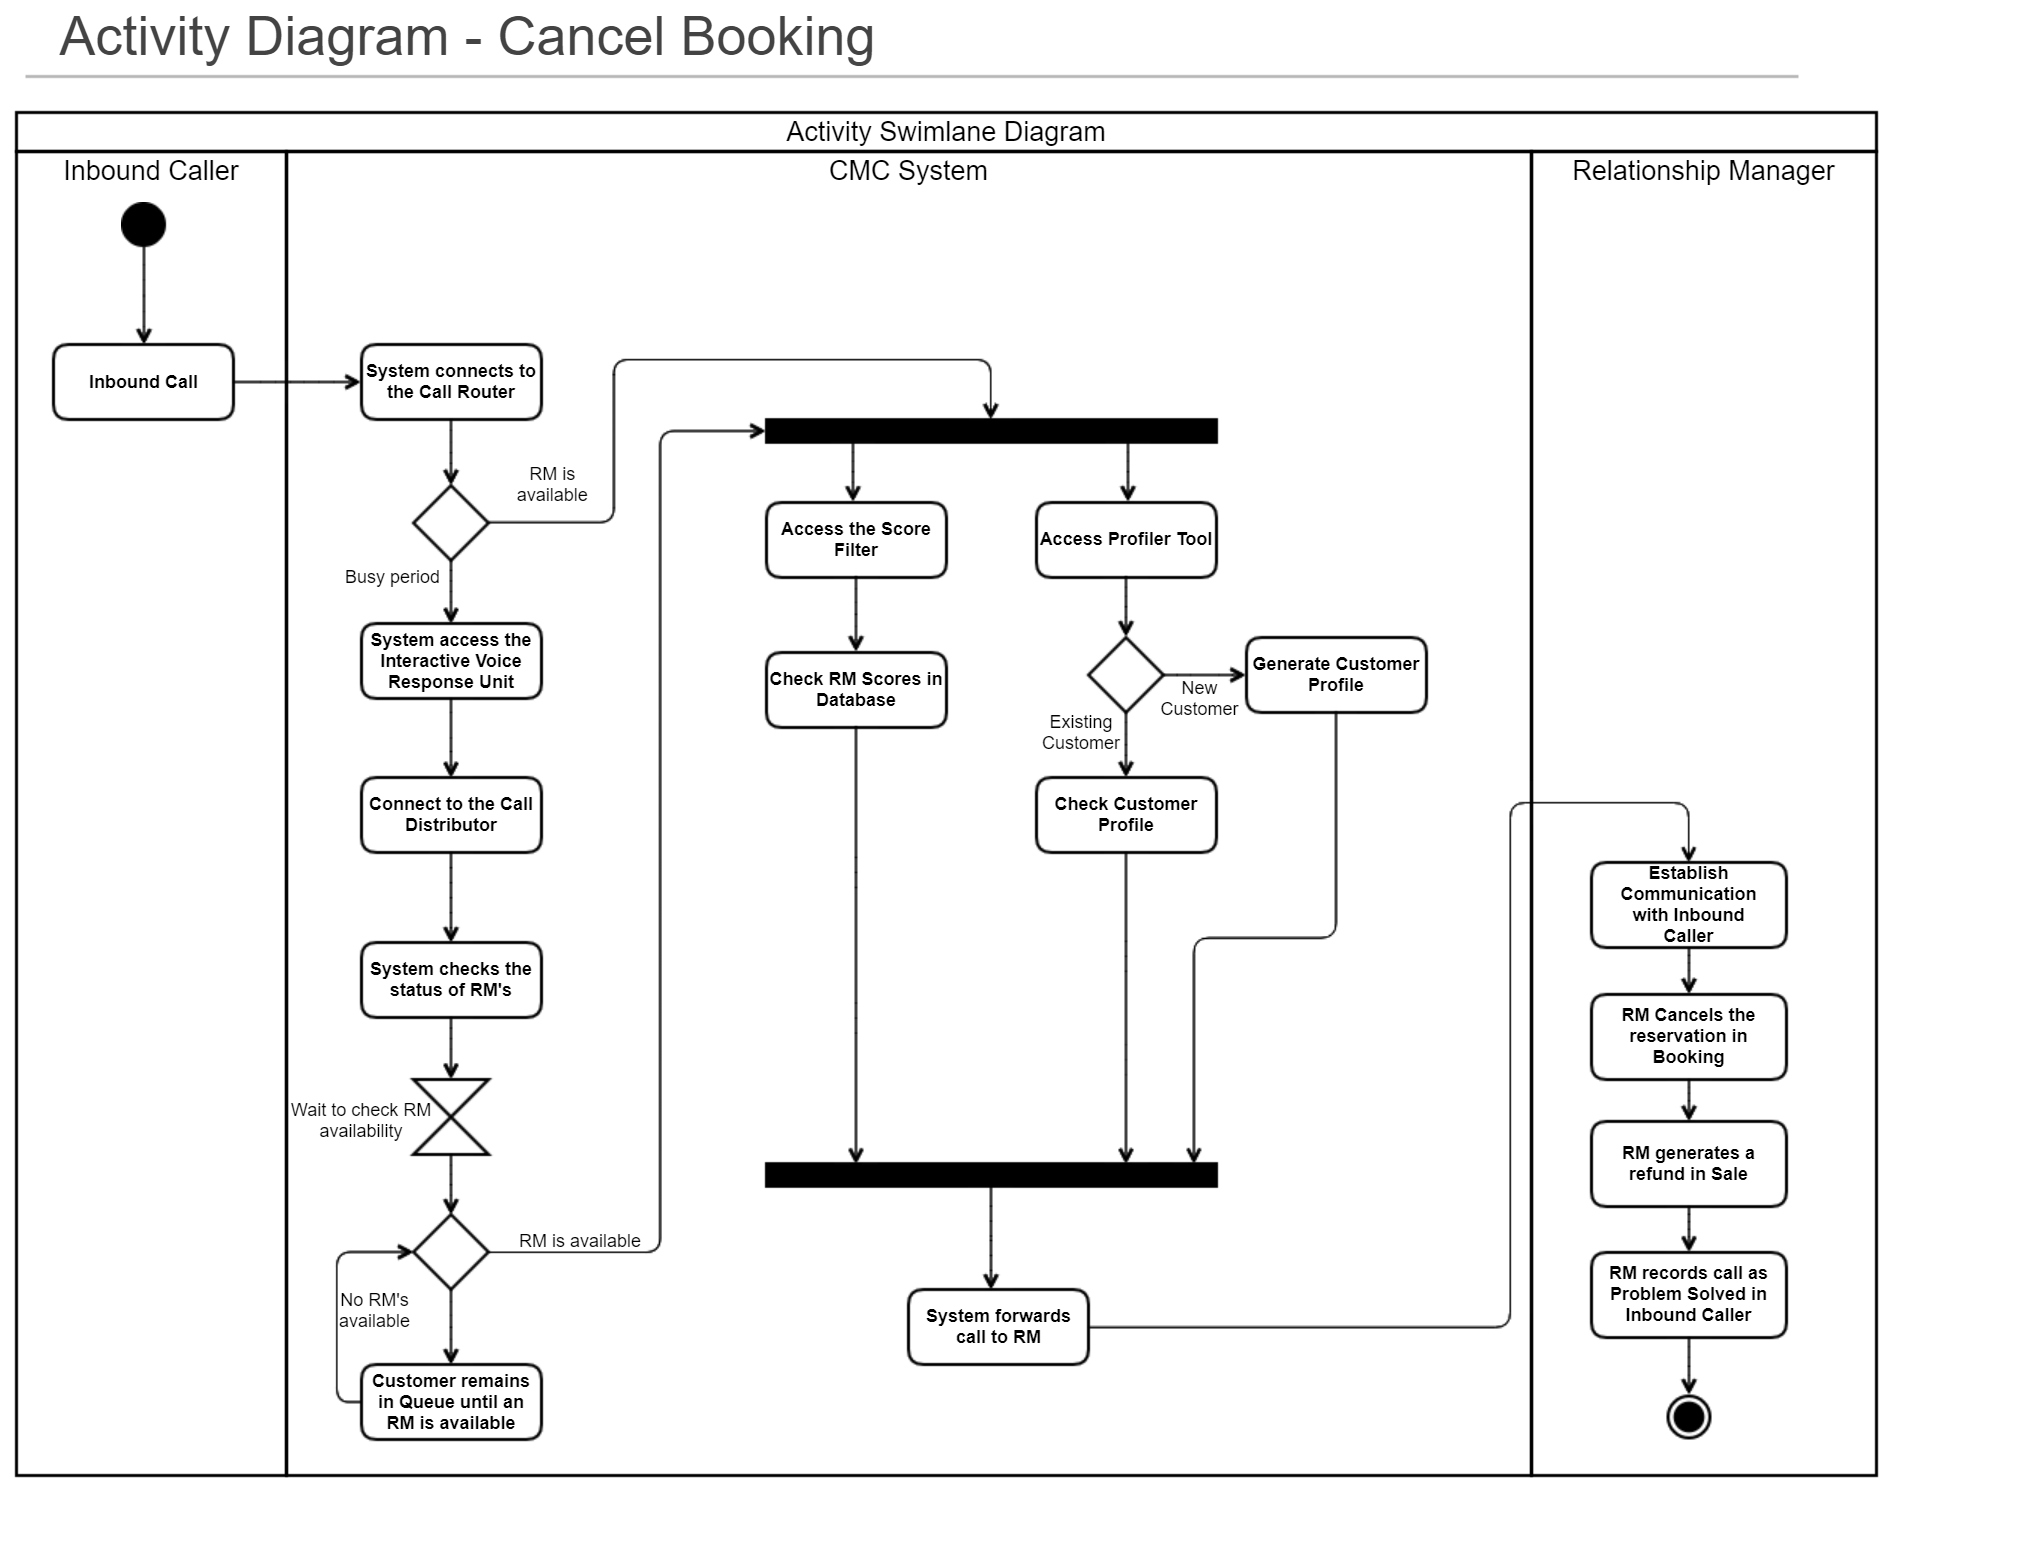 Activity Diagram - Cancel Booking
Activity Swimlane Diagram
Inbound Caller
CMC System
Relationship Manager
Inbound Call
System connects to
the Call Router
RM is
available
Busy period
System access the
Interactive Voice
Response Unit
Connect to the Call
Distributor
System checks the
status of RM's
Wait to check RM
availability
RM is available
No RM's
available
Customer remains
in Queue until an
RM is available
Access the Score
Filter
Check RM Scores in
Database
Access Profiler Tool
New
Customer
Generate Customer
Profile
Existing
Customer
Check Customer
Profile
System forwards
call to RM
Establish
Communication
with Inbound
Caller
RM Cancels the
reservation in
Booking
RM generates a
refund in Sale
RM records call as
Problem Solved in
Inbound Caller